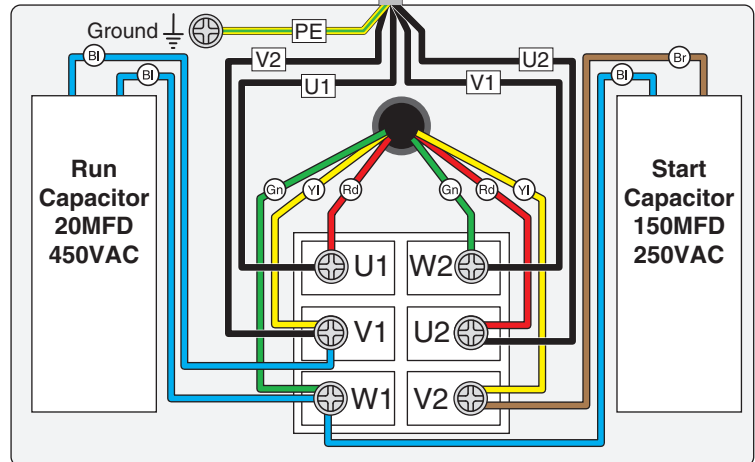 Ground
PE
V2
U2
U1
V1
Bl
Bl
Bl
Br
Run
Capacitor
20MFD
450VAC
Start
Capacitor
150MFD
250VAC
Gn
Yl
Rd
Gn
Rd
Yl
U1
W2
V1
U2
W1
V2